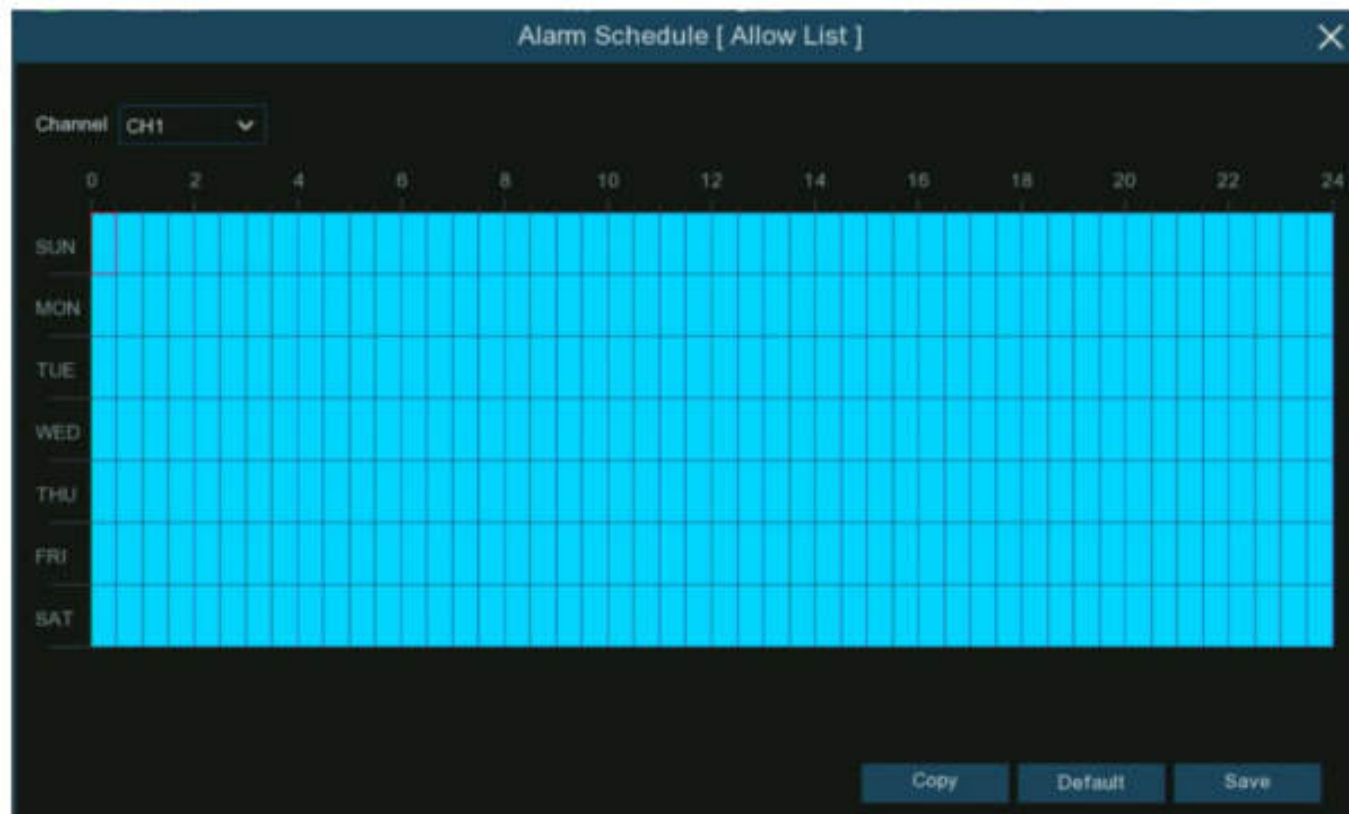 Alarm Schedule [ Allow List ]
Channel CH1
0 2 4 6 8 10 12 14 16 18 20 22 24
SUN
MON
TUE
WED
THU
FRI
SAT
Copy Default Save